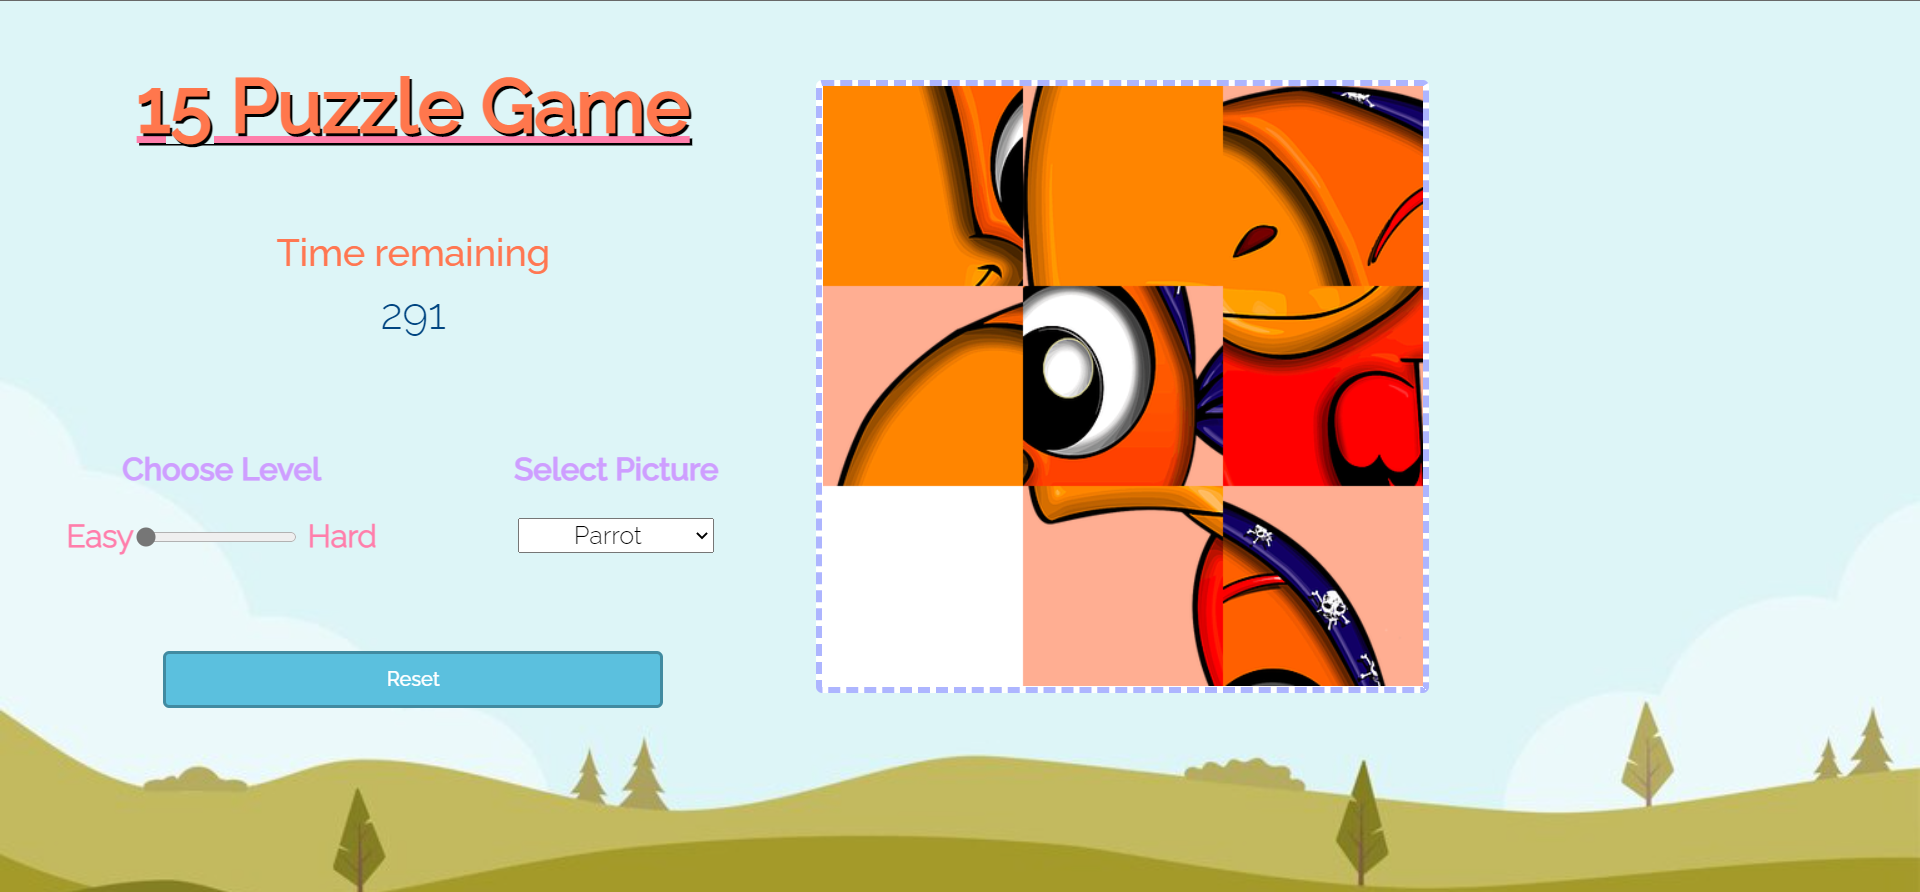 15 Puzzle Game
Time remaining
291
Choose Level
Select Picture
Easy
Hard
Parrot
Reset